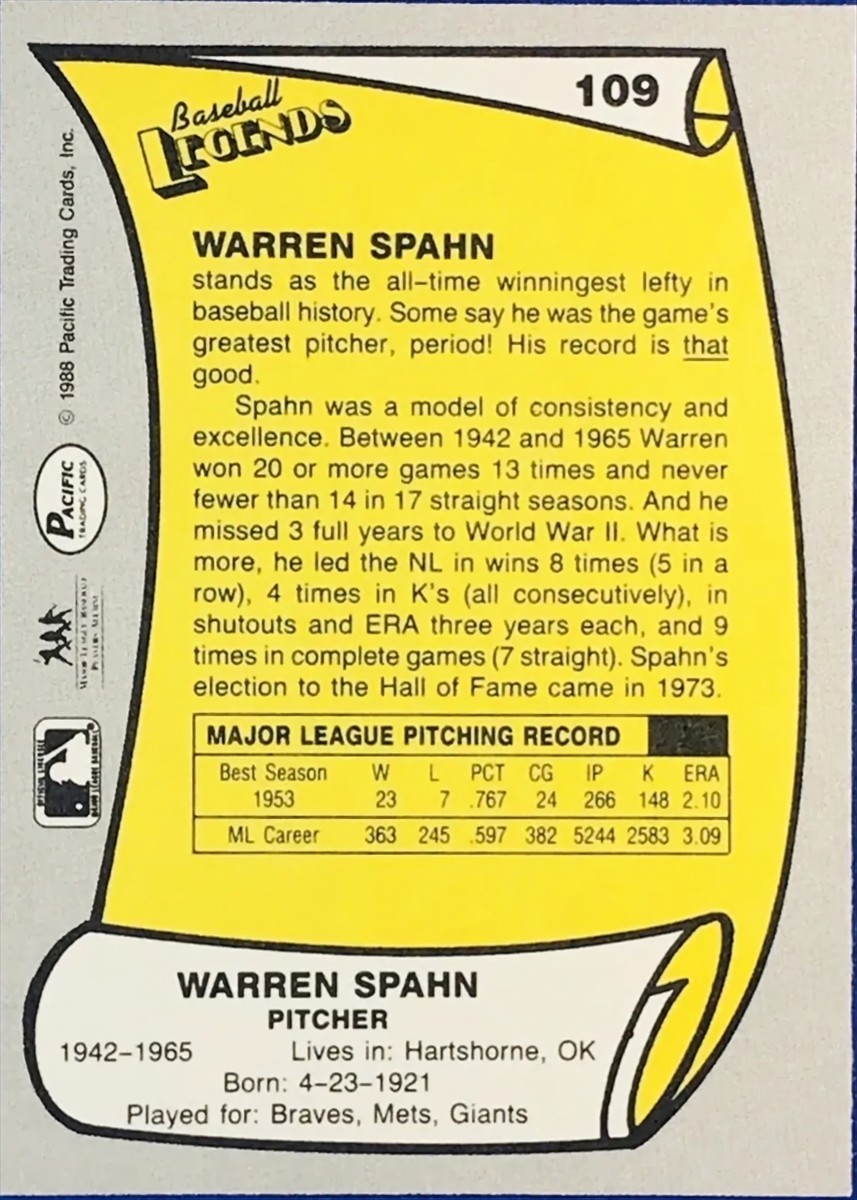 109
Baseball
LEGENDS
WARREN SPAHN
stands as the all-time winningest lefty in
baseball history. Some say he was the game's
greatest pitcher, period! His record is that
good.
Spahn was a model of consistency and
excellence. Between 1942 and 1965 Warren
won 20 or more games 13 times and never
fewer than 14 in 17 straight seasons. And he
missed 3 full years to World War II. What is
more, he led the NL in wins 8 times (5 in a
row), 4 times in K's (all consecutively), in
shutouts and ERA three years each, and 9
times in complete games (7 straight). Spahn's
election to the Hall of Fame came in 1973.
MAJOR LEAGUE PITCHING RECORD
Best Season W L PCT CG IP K ERA
1953 23 7 .767 24 266 148 2.10
ML Career 363 245 .597 382 5244 2583 3.09
WARREN SPAHN
PITCHER
1942-1965 Lives in: Hartshorne, OK
Born: 4-23-1921
Played for: Braves, Mets, Giants
© 1988 Pacific Trading Cards, Inc.
PACIFIC
TRADING CARDS
MAJOR LEAGUE BASEBALL